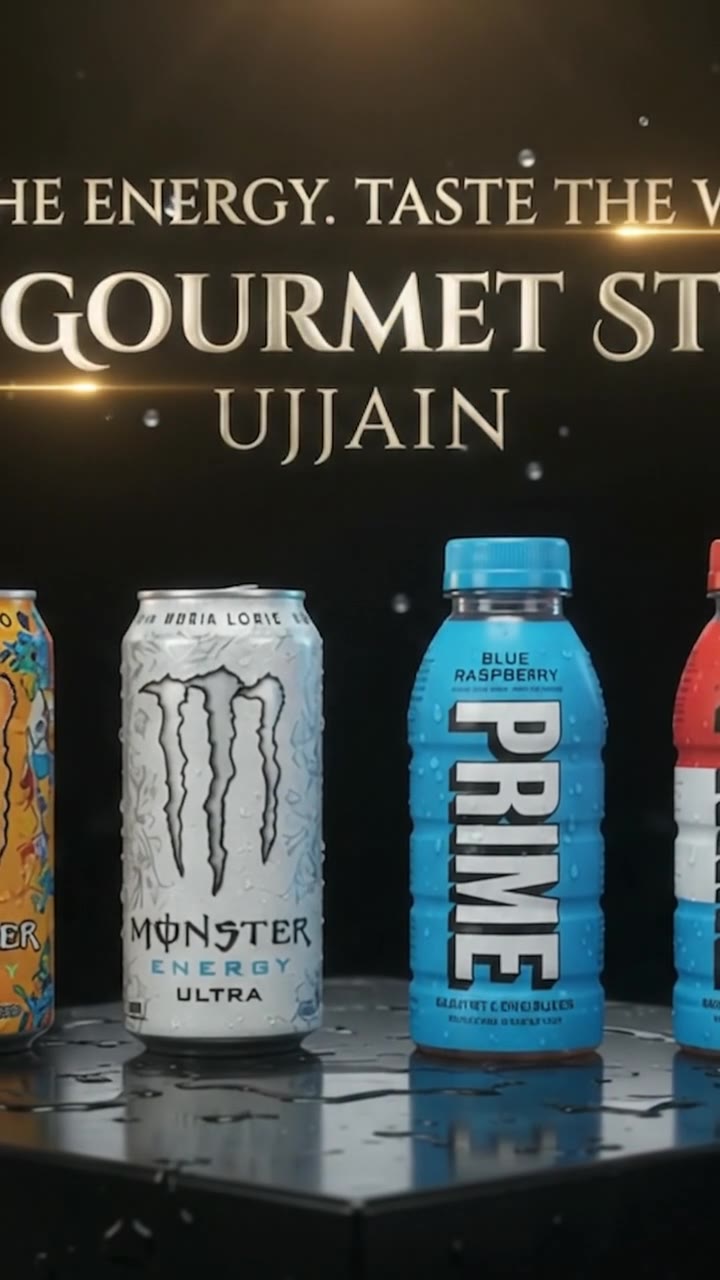 HE ENERGY. TASTE THE W
GOURMET ST
UJJAIN
BLUE
RASPBERRY
PRIME
ER
MONSTER
ENERGY
ULTRA